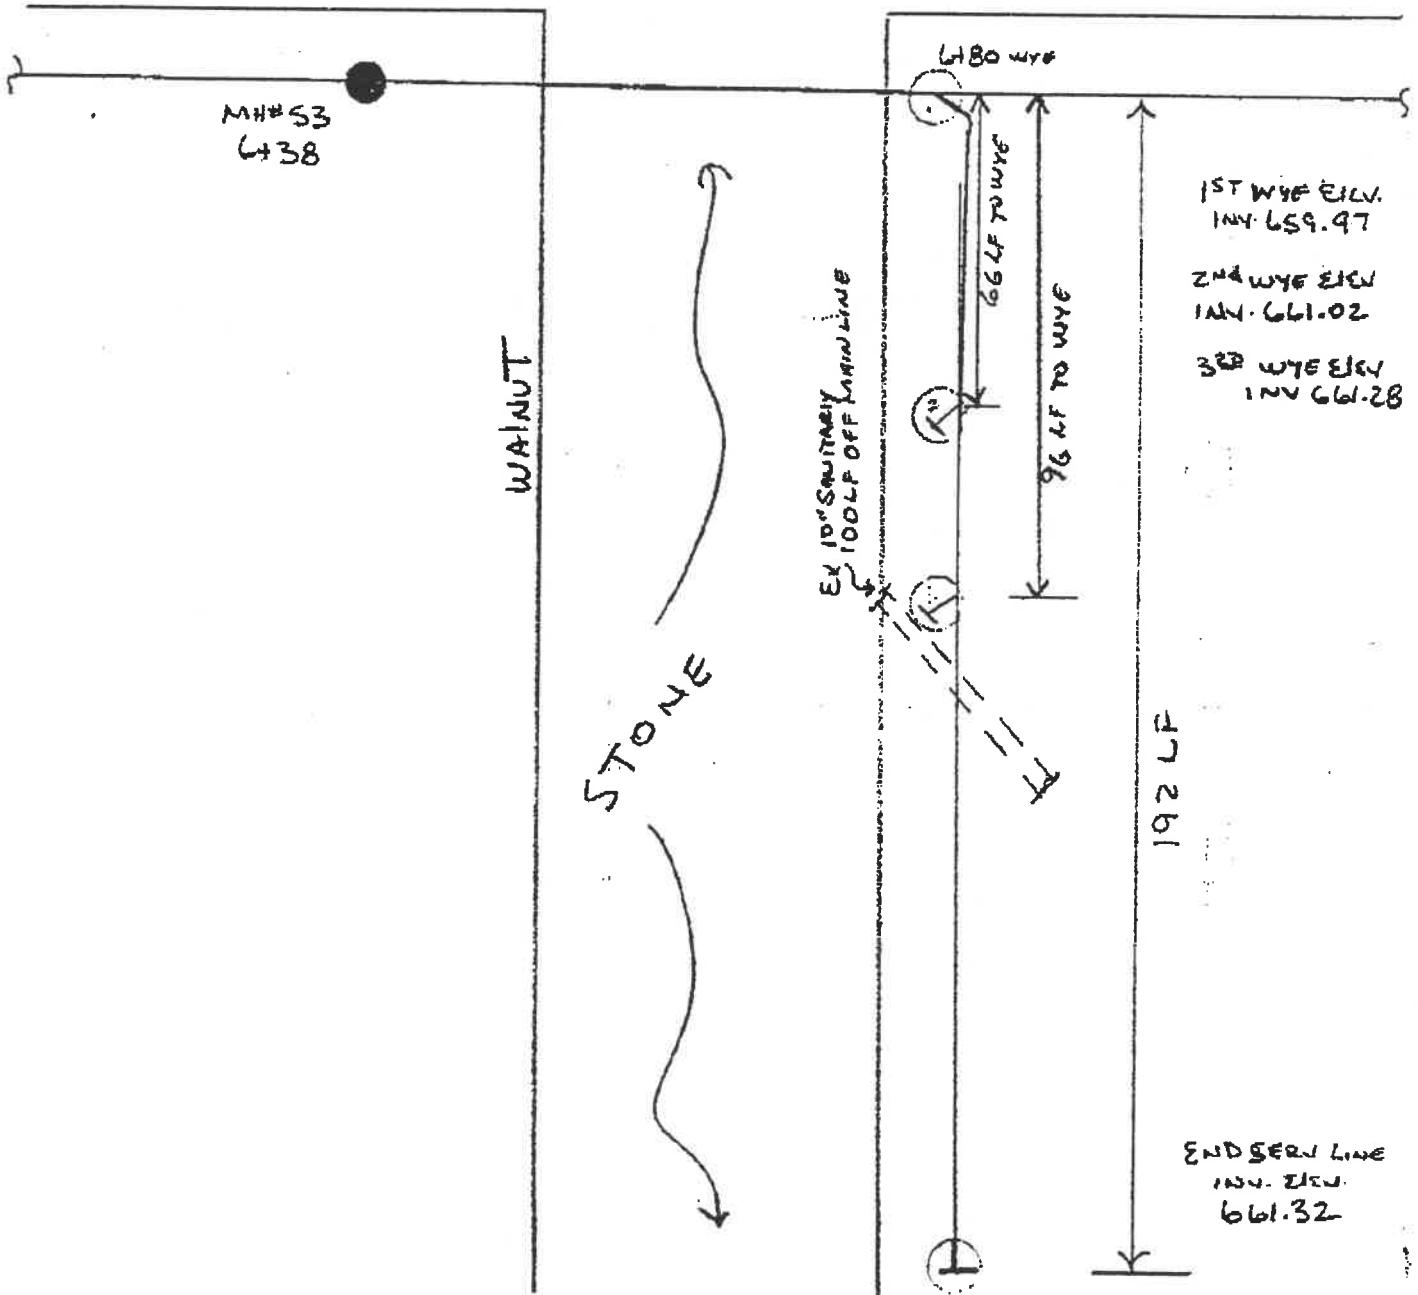 6+80 WYE
MH#53
6+38
66 LF TO WYE
1ST WYE ELEV.
INV. 659.97
2ND WYE ELEV
INV. 661.02
3RD WYE ELEV
INV 661.28
96 LF TO WYE
EX 10" SANITARY
100 LF OFF MAIN LINE
WALNUT
STONE
192 LF
END SERV LINE
INV. ELEV.
661.32